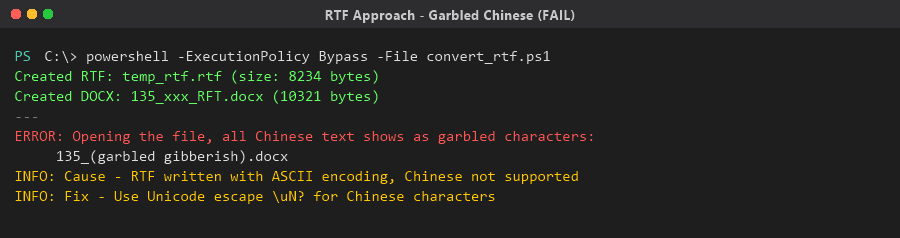 RTF Approach - Garbled Chinese (FAIL)
PS C:\> powershell -ExecutionPolicy Bypass -File convert_rtf.ps1
Created RTF: temp_rtf.rtf (size: 8234 bytes)
Created DOCX: 135_xxx_RFT.docx (10321 bytes)
---
ERROR: Opening the file, all Chinese text shows as garbled characters:
135_(garbled gibberish).docx
INFO: Cause - RTF written with ASCII encoding, Chinese not supported
INFO: Fix - Use Unicode escape \uN? for Chinese characters